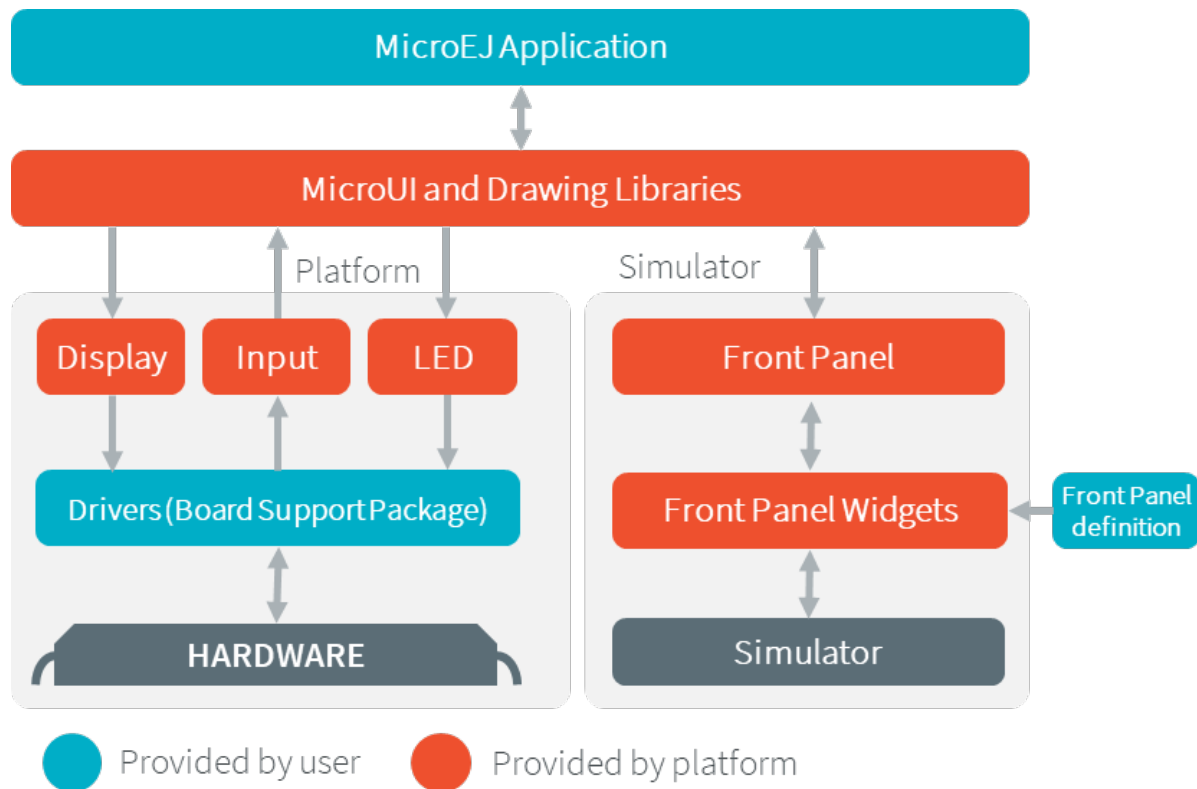 MicroEJ Application
MicroUI and Drawing Libraries
Platform
Simulator
Display
Input
LED
Front Panel
Drivers (Board Support Package)
Front Panel Widgets
Front Panel
definition
HARDWARE
Simulator
Provided by user
Provided by platform